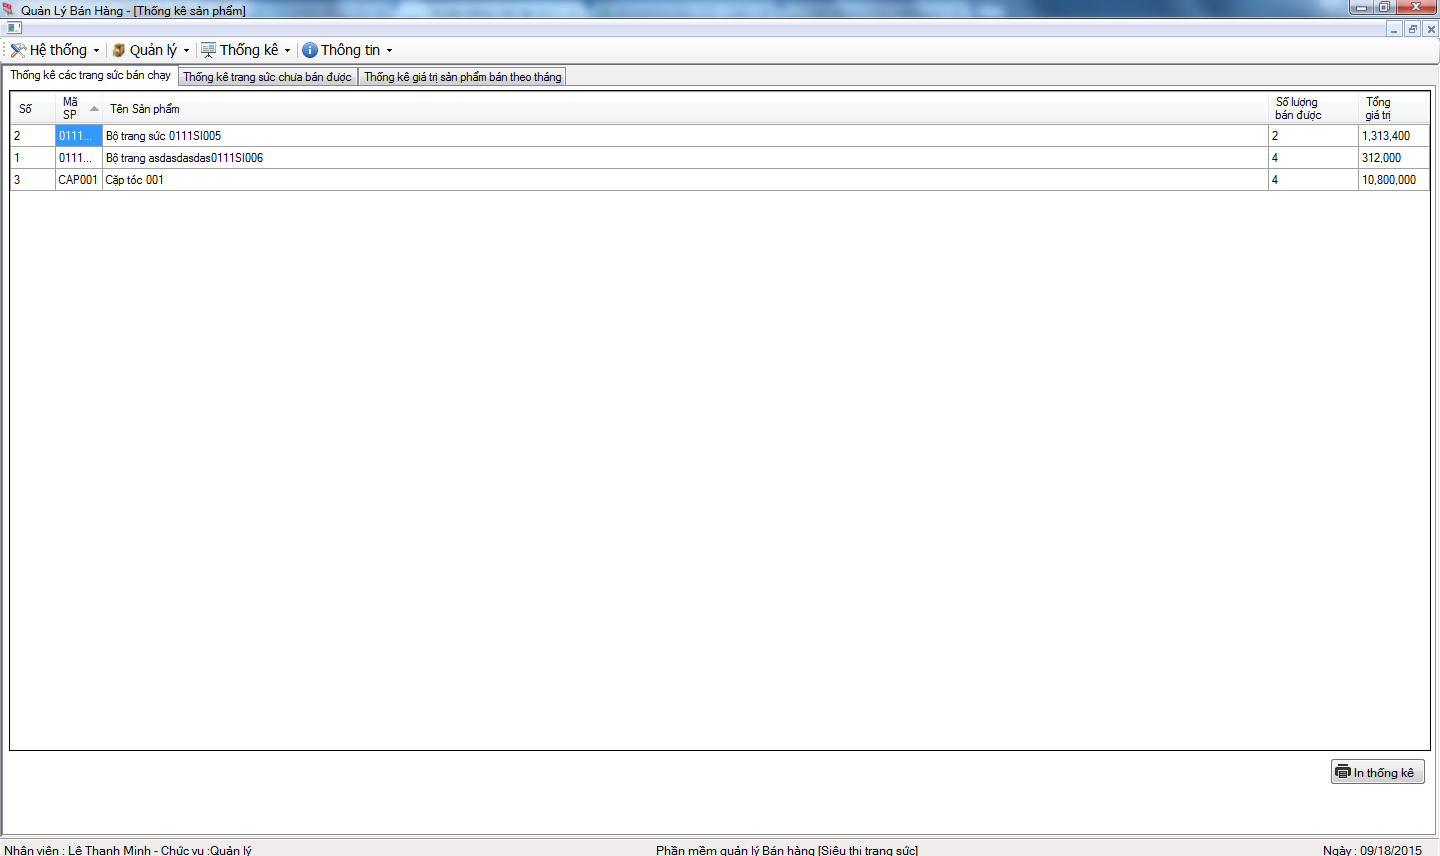 Quản Lý Bán Hàng - [Thống kê sản phẩm]
Hệ thống Quản lý Thống kê Thông tin
Thống kê các trang sức bán chạy Thống kê trang sức chưa bán được Thống kê giá trị sản phẩm bán theo tháng
Số Mã SP Tên Sản phẩm Số lượng bán được Tổng giá trị
2 0111... Bộ trang sức 0111SI005 2 1,313,400
1 0111... Bộ trang asdasdasdas0111SI006 4 312,000
3 CAP001 Cặp tóc 001 4 10,800,000
In thống kê
Nhân viên : Lê Thanh Minh - Chức vụ :Quản lý Phần mềm quản lý Bán hàng [Siêu thị trang sức] Ngày : 09/18/2015